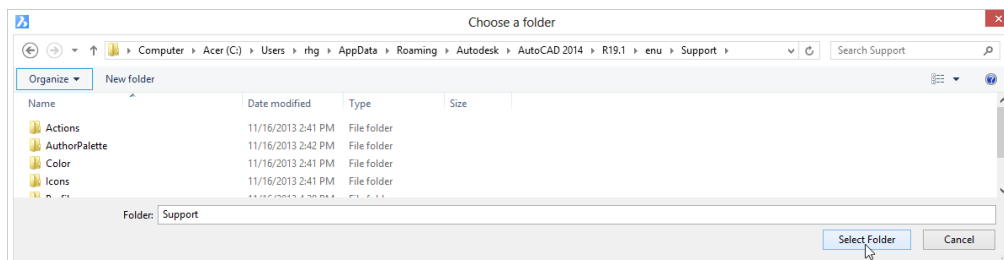 Choose a folder
Computer Acer (C:) Users rhg AppData Roaming Autodesk AutoCAD 2014 R19.1 enu Support Search Support
Organize New folder
Name Date modified Type Size
Actions 11/16/2013 2:41 PM File folder
AuthorPalette 11/16/2013 2:42 PM File folder
Color 11/16/2013 2:41 PM File folder
Icons 11/16/2013 2:41 PM File folder
Folder: Support
Select Folder Cancel